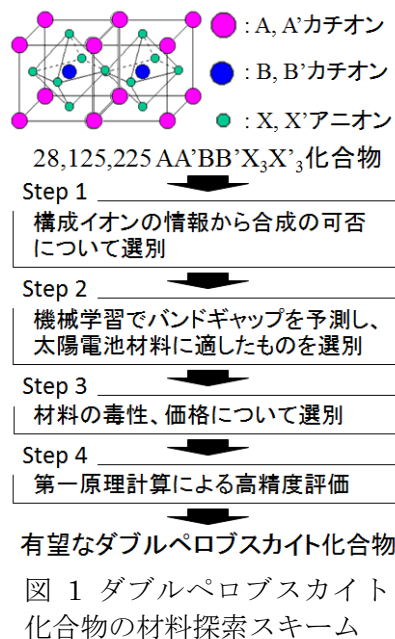 : A, A’カチオン
: B, B’カチオン
: X, X’アニオン
28,125,225 AA’BB’X₃X’₃化合物
Step 1
構成イオンの情報から合成の可否
について選別
Step 2
機械学習でバンドギャップを予測し、
太陽電池材料に適したものを選別
Step 3
材料の毒性、価格について選別
Step 4
第一原理計算による高精度評価
有望なダブルペロブスカイト化合物
図 1 ダブルペロブスカイト
化合物の材料探索スキーム